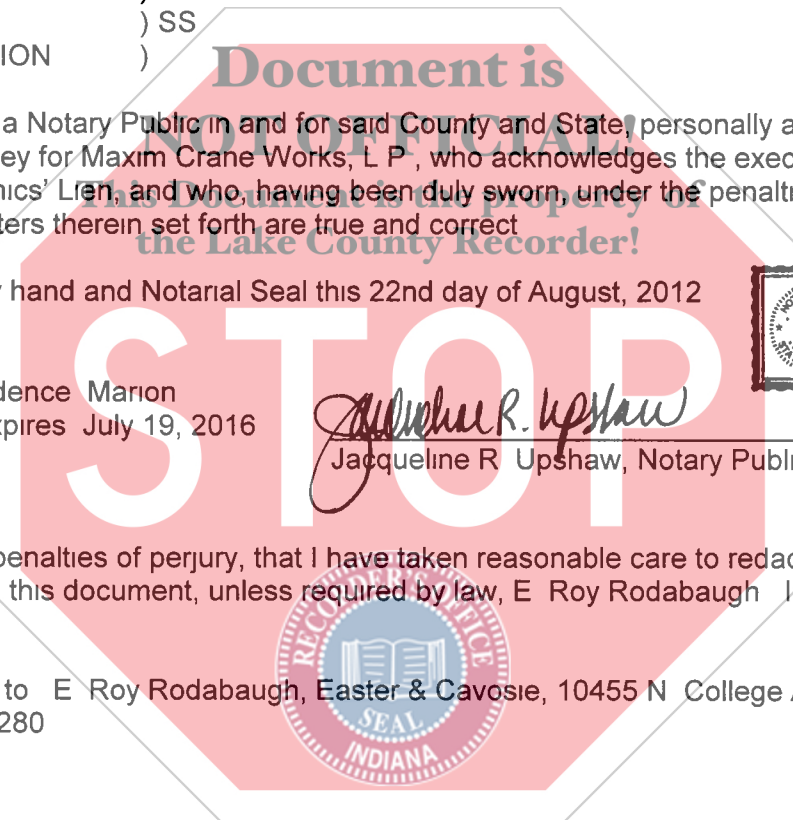 ) SS
ION )
Document is
a Notary Public in and for said County and State, personally a
NOT OFFICIAL!
ey for Maxim Crane Works, L P , who acknowledges the exec
nics' Lien, and who, having been duly sworn, under the penalti
This Document is the property of
ters therein set forth are true and correct
the Lake County Recorder!
hand and Notarial Seal this 22nd day of August, 2012
STOP
dence Marion
xpires July 19, 2016
Jacqueline R. Upshaw
Jacqueline R Upshaw, Notary Publi
penalties of perjury, that I have taken reasonable care to redac
this document, unless required by law, E Roy Rodabaugh
RECORDER'S OFFICE
to E Roy Rodabaugh, Easter & Cavosie, 10455 N College A
280
SEAL
INDIANA